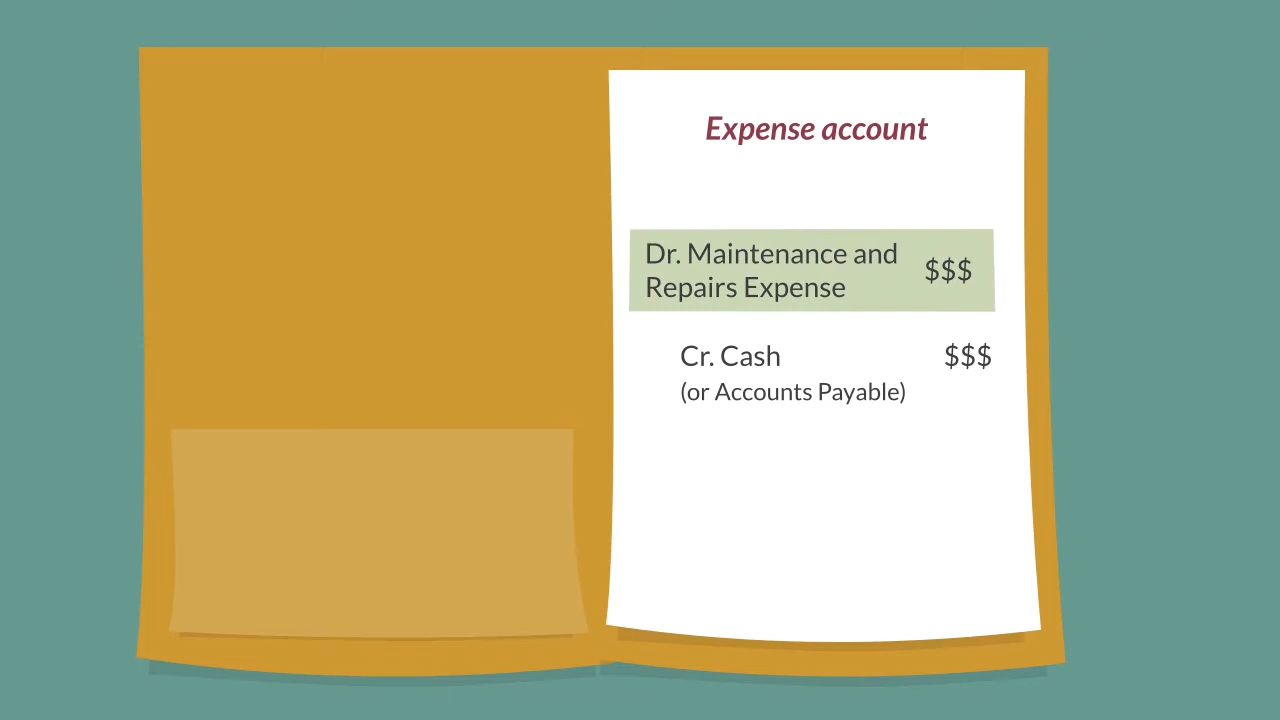 Expense account
Dr. Maintenance and
Repairs Expense
$$$
Cr. Cash $$$
(or Accounts Payable)